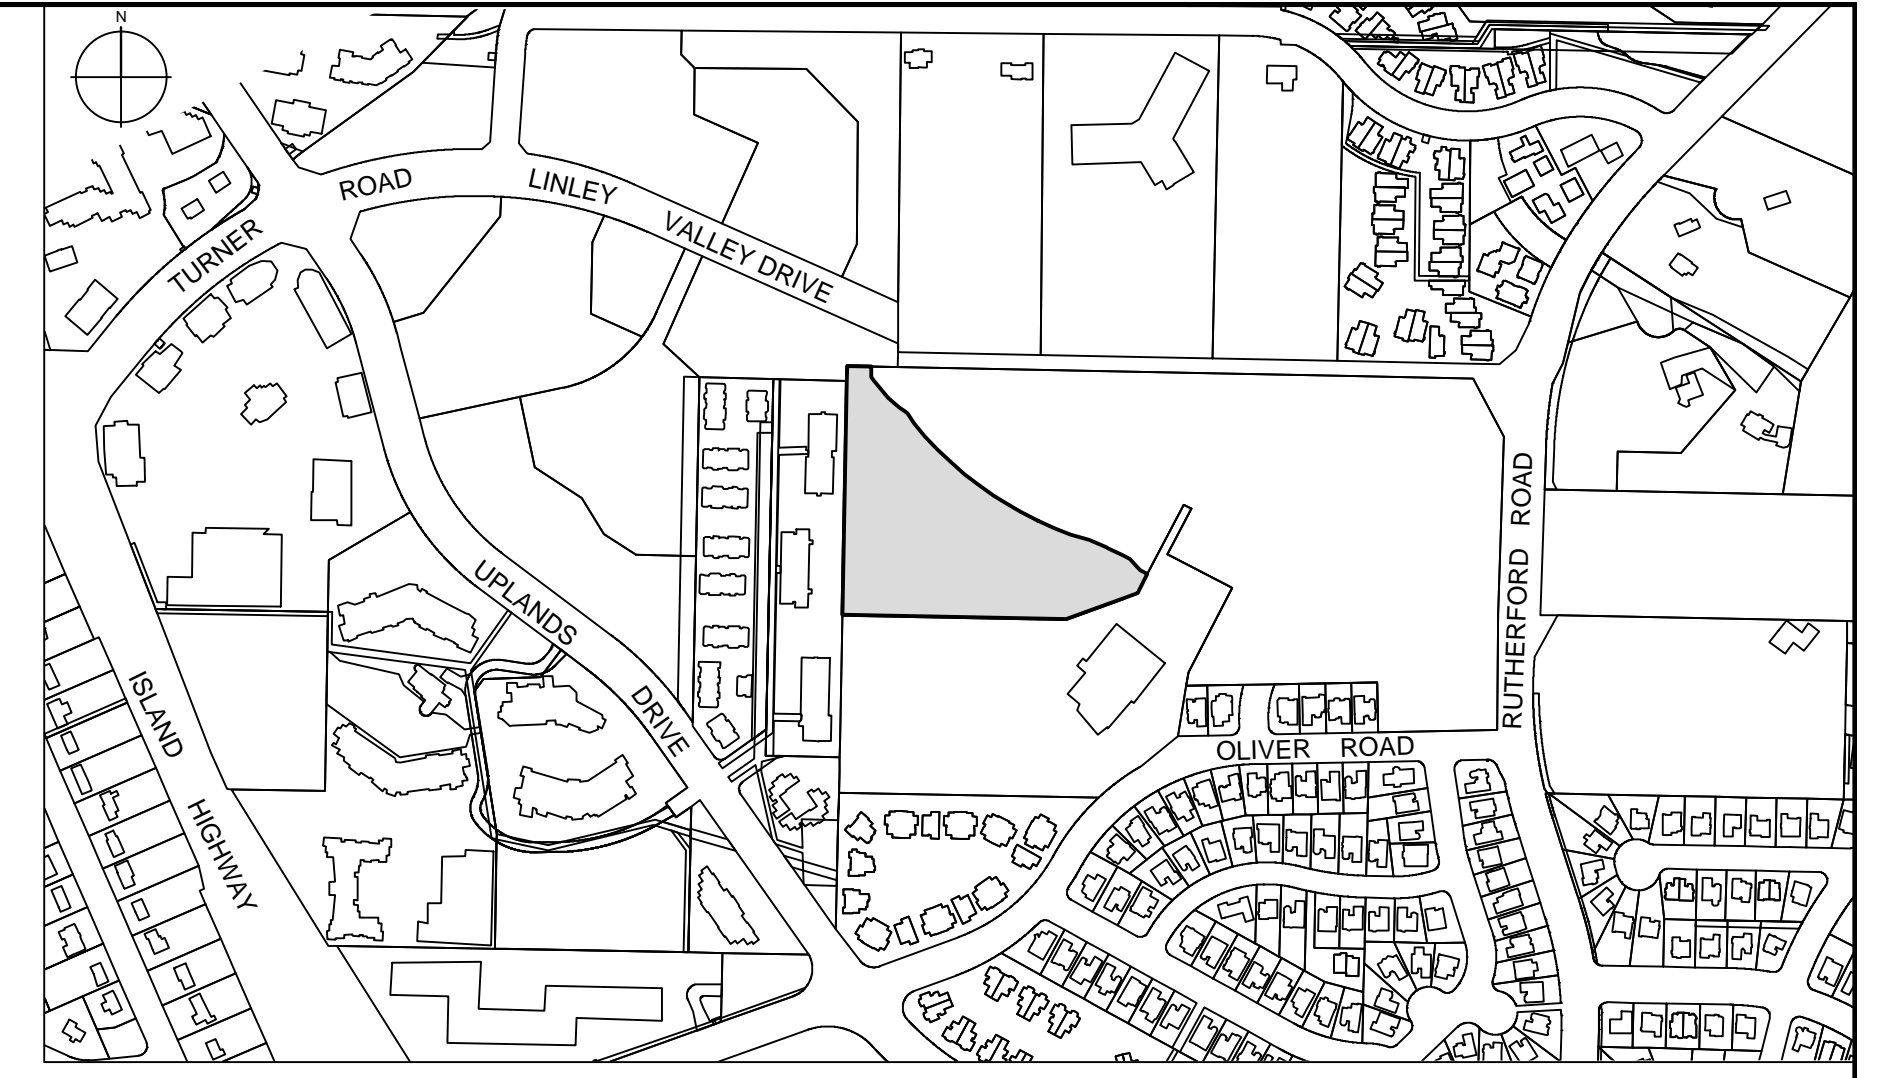 N
TURNER ROAD
LINLEY VALLEY DRIVE
UPLANDS DRIVE
RUTHERFORD ROAD
ISLAND HIGHWAY
OLIVER ROAD